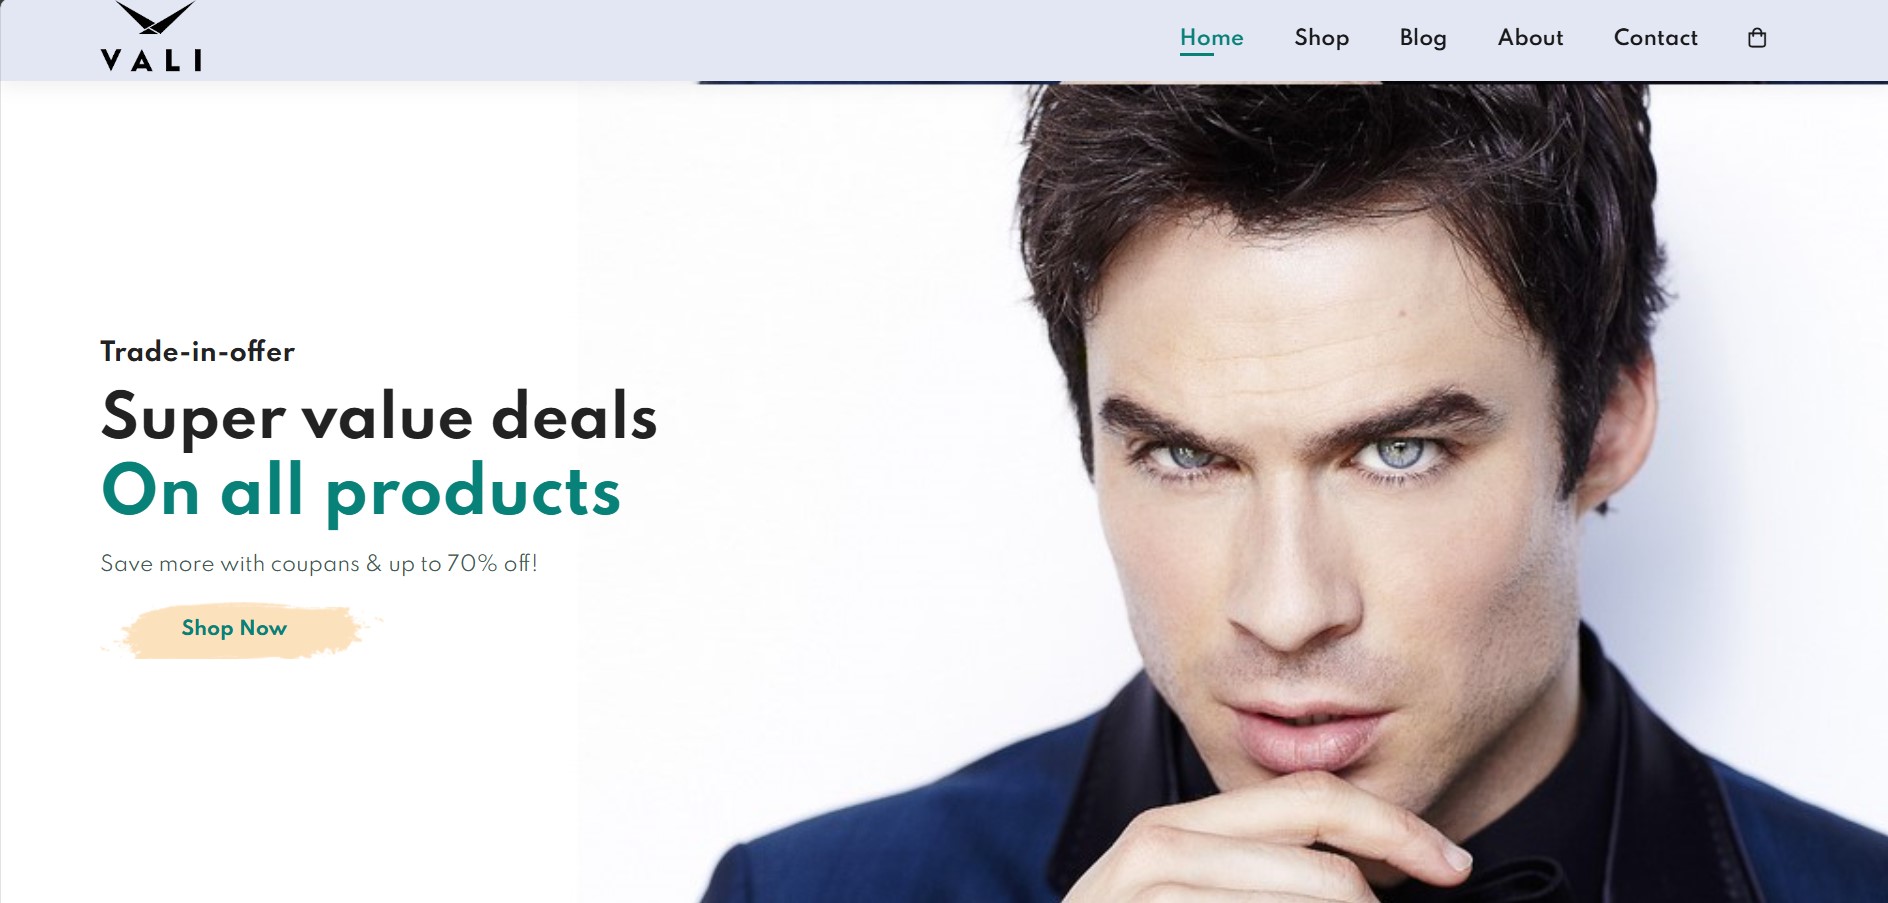 VALI
Home Shop Blog About Contact
Trade-in-offer
Super value deals
On all products
Save more with coupans & up to 70% off!
Shop Now